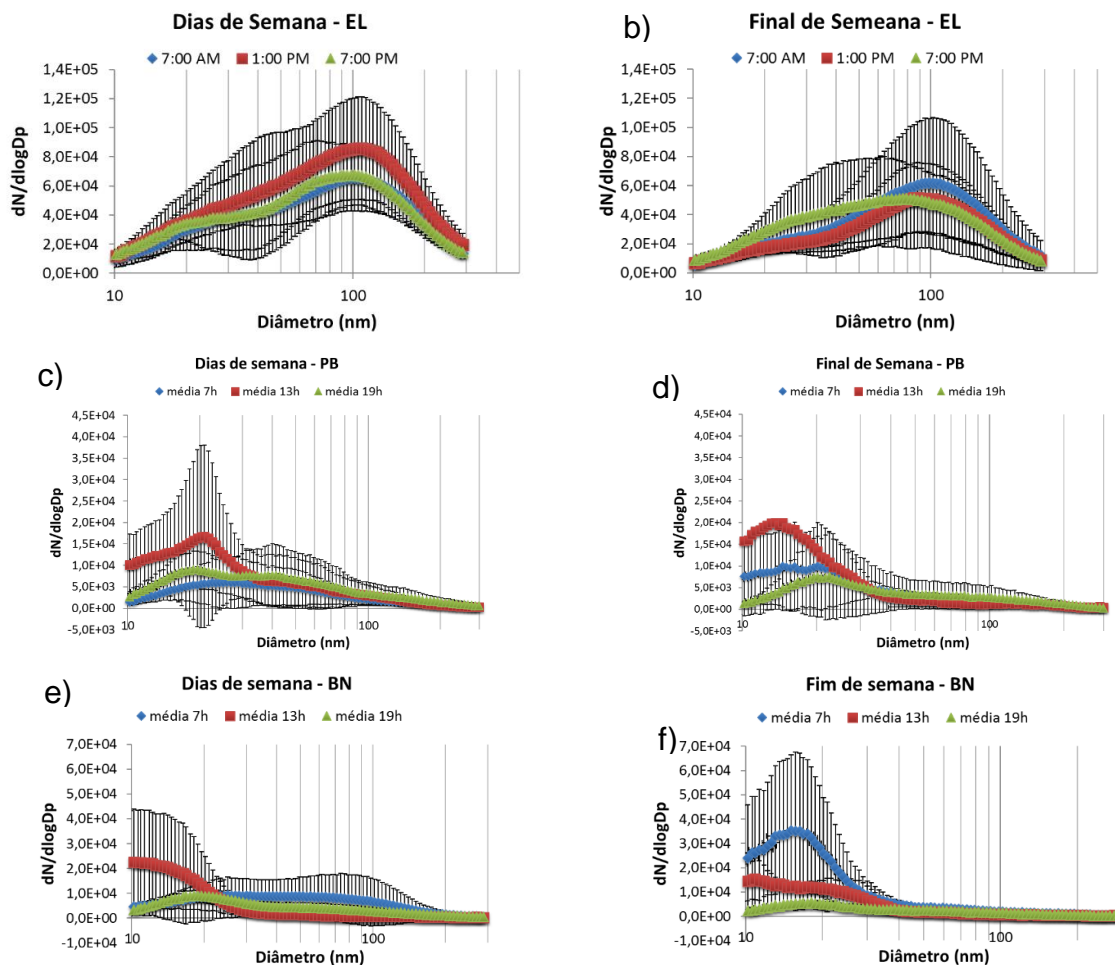 Dias de Semana - EL
7:00 AM 1:00 PM 7:00 PM
1,4E+05
1,2E+05
1,0E+05
8,0E+04
6,0E+04
4,0E+04
2,0E+04
0,0E+00
dN/dlogDp
10 100
Diâmetro (nm)
b)
Final de Semeana - EL
7:00 AM 1:00 PM 7:00 PM
1,4E+05
1,2E+05
1,0E+05
8,0E+04
6,0E+04
4,0E+04
2,0E+04
0,0E+00
dN/dlogDp
10 100
Diâmetro (nm)
c)
Dias de semana - PB
média 7h média 13h média 19h
4,5E+04
4,0E+04
3,5E+04
3,0E+04
2,5E+04
2,0E+04
1,5E+04
1,0E+04
5,0E+03
0,0E+00
-5,0E+03
dN/dlogDp
10 100
Diâmetro (nm)
d)
Final de Semana - PB
média 7h média 13h média 19h
4,5E+04
4,0E+04
3,5E+04
3,0E+04
2,5E+04
2,0E+04
1,5E+04
1,0E+04
5,0E+03
0,0E+00
-5,0E+03
dN/dlogDp
10 100
Diâmetro (nm)
e)
Dias de semana - BN
média 7h média 13h média 19h
7,0E+04
6,0E+04
5,0E+04
4,0E+04
3,0E+04
2,0E+04
1,0E+04
0,0E+00
-1,0E+04
dN/dlogDp
10 100
Diâmetro (nm)
f)
Fim de semana - BN
média 7h média 13h média 19h
7,0E+04
6,0E+04
5,0E+04
4,0E+04
3,0E+04
2,0E+04
1,0E+04
0,0E+00
-1,0E+04
dN/dlogDp
10 100
Diâmetro (nm)